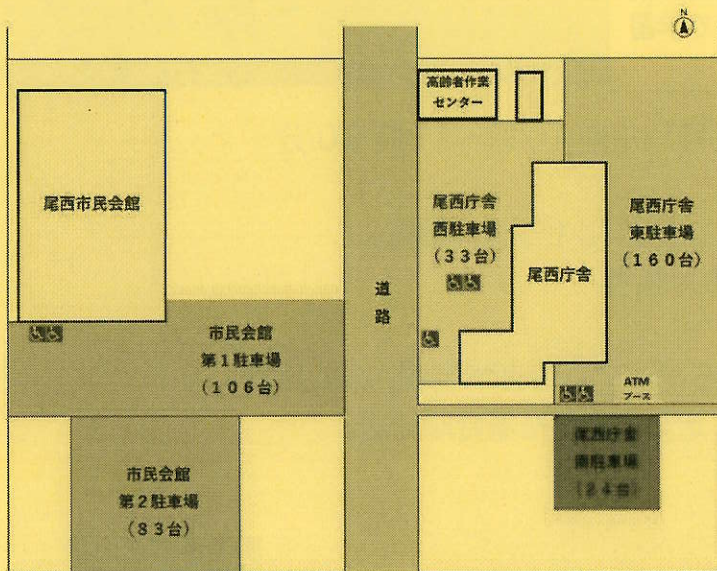 N
高齢者作業
センター
尾西市民会館
尾西庁舎
西駐車場
(33台)
尾西庁舎
東駐車場
(160台)
尾西庁舎
道
路
市民会館
第1駐車場
(106台)
ATM
ブース
尾西庁舎
南駐車場
(24台)
市民会館
第2駐車場
(83台)